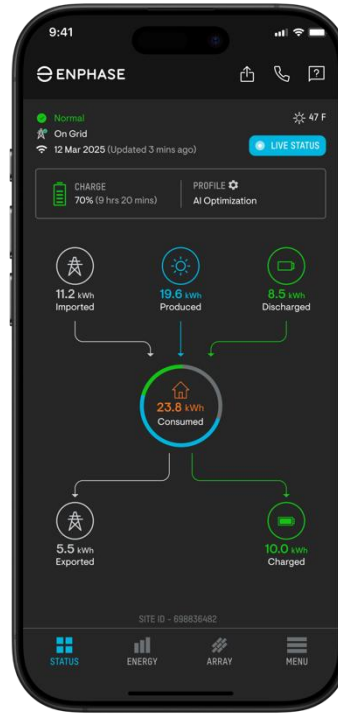 9:41
ENPHASE
Normal
47 F
On Grid
12 Mar 2025 (Updated 3 mins ago)
LIVE STATUS
CHARGE
70% (9 hrs 20 mins)
PROFILE
AI Optimization
11.2 kWh
Imported
19.6 kWh
Produced
8.5 kWh
Discharged
23.8 kWh
Consumed
5.5 kWh
Exported
10.0 kWh
Charged
SITE ID - 698836482
STATUS
ENERGY
ARRAY
MENU